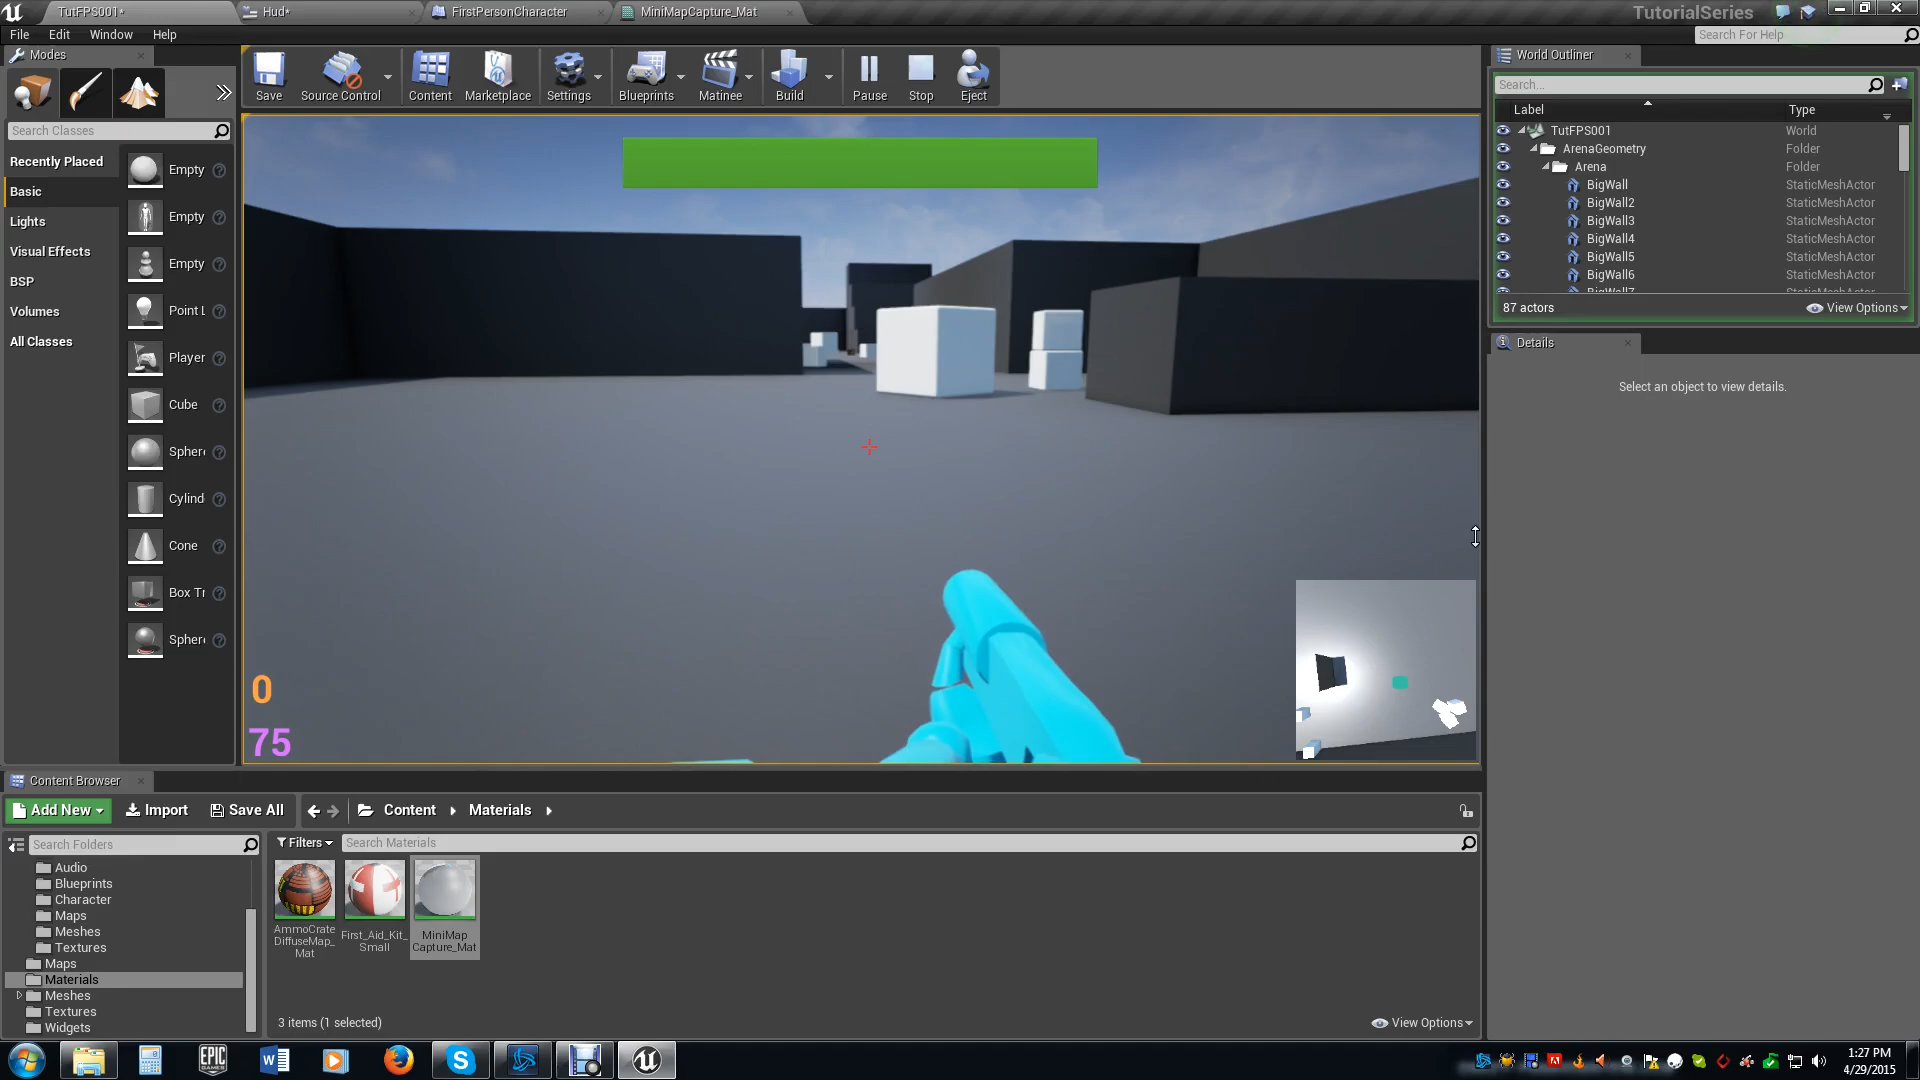 TutFPS001*
Hud*
FirstPersonCharacter
MiniMapCapture_Mat
TutorialSeries
File
Edit
Window
Help
Search For Help
Modes
Save
Source Control
Content
Marketplace
Settings
Blueprints
Matinee
Build
Pause
Stop
Eject
Search Classes
Recently Placed
Basic
Lights
Visual Effects
BSP
Volumes
All Classes
Empty
Empty
Empty
Point L
Player
Cube
Sphere
Cylind
Cone
Box Tr
Sphere
0
75
World Outliner
Search...
Label
Type
TutFPS001
World
ArenaGeometry
Folder
Arena
Folder
BigWall
StaticMeshActor
BigWall2
StaticMeshActor
BigWall3
StaticMeshActor
BigWall4
StaticMeshActor
BigWall5
StaticMeshActor
BigWall6
StaticMeshActor
BigWall7
StaticMeshActor
87 actors
View Options
Details
Select an object to view details.
Content Browser
Add New
Import
Save All
Content
Materials
Search Folders
Filters
Search Materials
Audio
Blueprints
Character
Maps
Meshes
Textures
Maps
Materials
Meshes
Textures
Widgets
AmmoCrate
DiffuseMap_
Mat
First_Aid_Kit_
Small
MiniMap
Capture_Mat
3 items (1 selected)
View Options
EPIC
GAMES
1:27 PM
4/29/2015